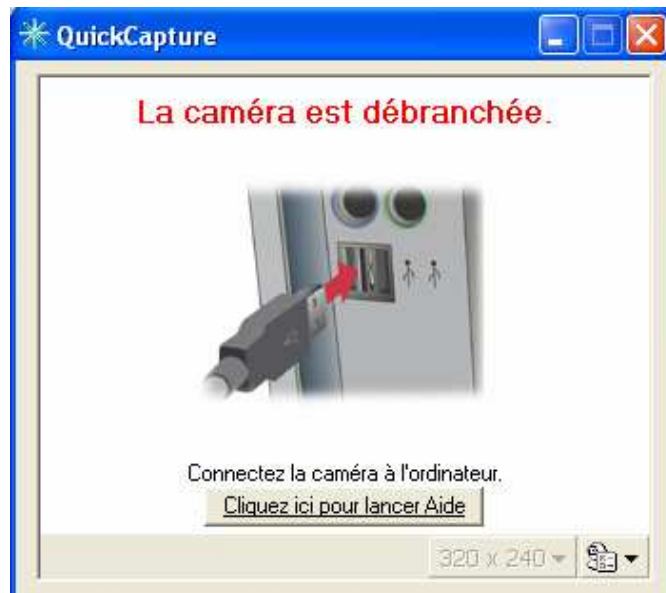 QuickCapture
La caméra est débranchée.
Connectez la caméra à l'ordinateur.
Cliquez ici pour lancer Aide
320 x 240